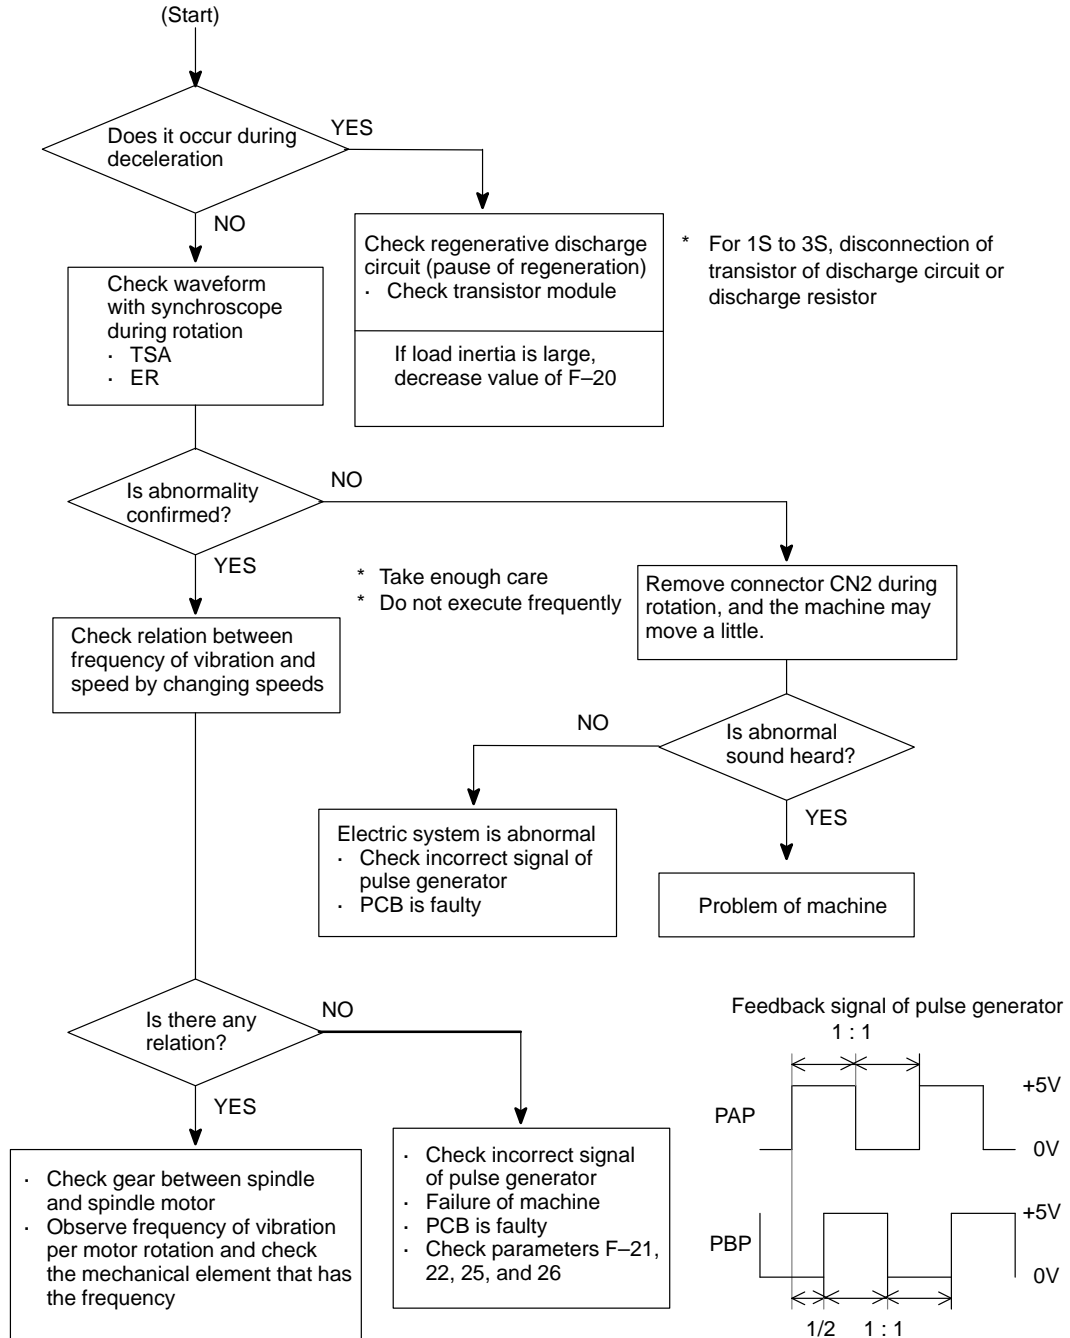 (Start)
Does it occur during
deceleration
YES
NO
Check regenerative discharge
circuit (pause of regeneration)
· Check transistor module
If load inertia is large,
decrease value of F–20
* For 1S to 3S, disconnection of
transistor of discharge circuit or
discharge resistor
Check waveform
with synchroscope
during rotation
· TSA
· ER
Is abnormality
confirmed?
NO
YES
* Take enough care
* Do not execute frequently
Remove connector CN2 during
rotation, and the machine may
move a little.
Check relation between
frequency of vibration and
speed by changing speeds
Is abnormal
sound heard?
NO
YES
Electric system is abnormal
· Check incorrect signal of
pulse generator
· PCB is faulty
Problem of machine
Is there any
relation?
NO
YES
· Check gear between spindle
and spindle motor
· Observe frequency of vibration
per motor rotation and check
the mechanical element that has
the frequency
· Check incorrect signal
of pulse generator
· Failure of machine
· PCB is faulty
· Check parameters F–21,
22, 25, and 26
Feedback signal of pulse generator
1 : 1
PAP
+5V
0V
PBP
+5V
0V
1/2 1 : 1